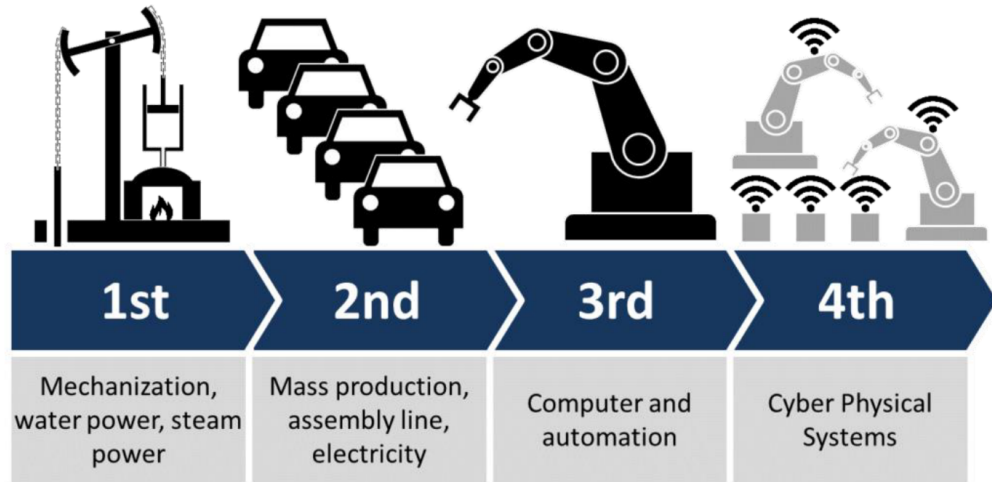 1st
2nd
3rd
4th
Mechanization,
water power, steam
power
Mass production,
assembly line,
electricity
Computer and
automation
Cyber Physical
Systems